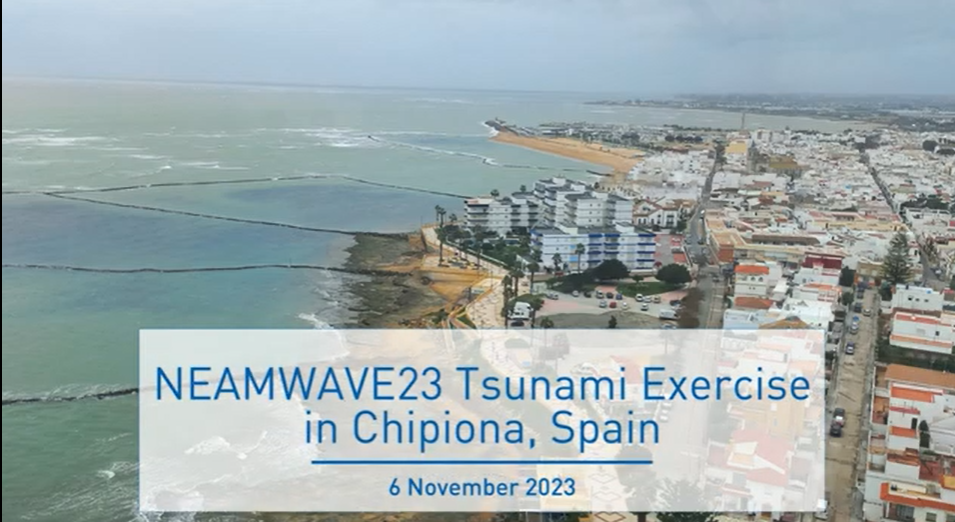 NEAMWAVE23 Tsunami Exercise
in Chipiona, Spain
6 November 2023